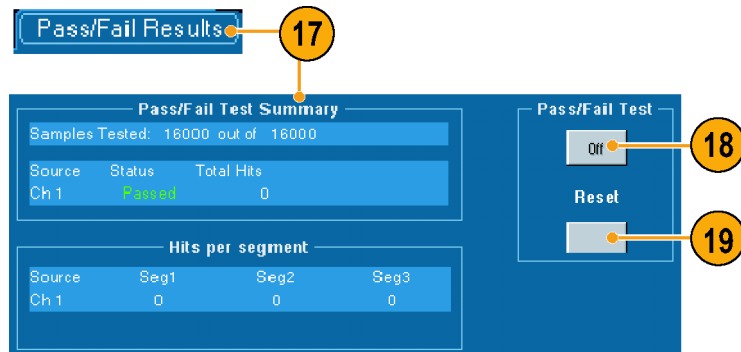 Pass/Fail Results
17
Pass/Fail Test Summary
Samples Tested: 16000 out of 16000
Source Status Total Hits
Ch 1 Passed 0
Hits per segment
Source Seg1 Seg2 Seg3
Ch 1 0 0 0
Pass/Fail Test
Off
18
Reset
19